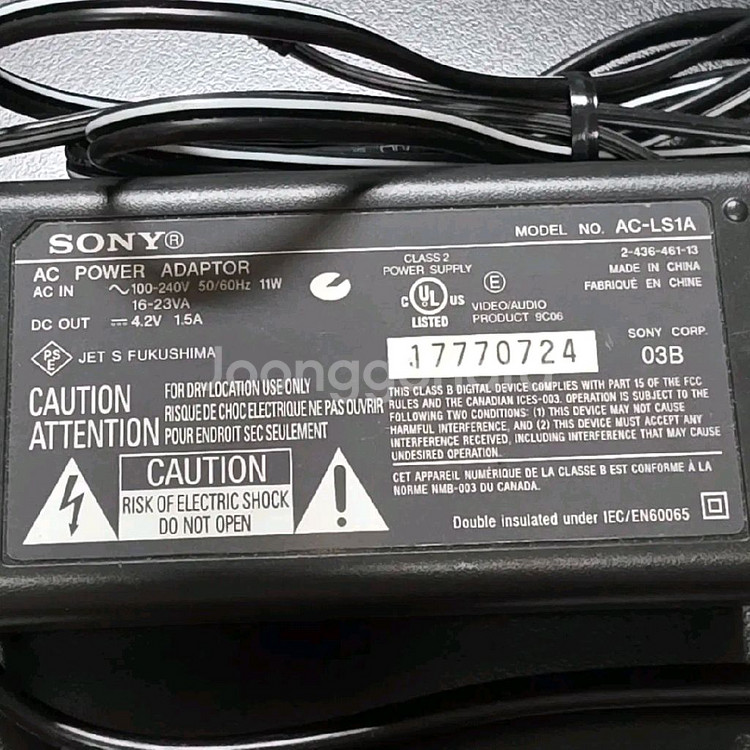 SONY®
MODEL NO. AC-LS1A
AC POWER ADAPTOR
AC IN ~100-240V 50/60Hz 11W
16-23VA
DC OUT ⎓ 4.2V 1.5A
PS
E
JET S FUKUSHIMA
CLASS 2
POWER SUPPLY
c UL us
LISTED
E
VIDEO/AUDIO
PRODUCT 9C06
2-436-461-13
MADE IN CHINA
FABRIQUÉ EN CHINE
17770724
SONY CORP.
03B
CAUTION FOR DRY LOCATION USE ONLY
RISQUE DE CHOC ELECTRIQUE NE PAS OUVRIR
ATTENTION POUR ENDROIT SEC SEULEMENT
THIS CLASS B DIGITAL DEVICE COMPLIES WITH PART 15 OF THE FCC
RULES AND THE CANADIAN ICES-003. OPERATION IS SUBJECT TO THE
FOLLOWING TWO CONDITIONS: (1) THIS DEVICE MAY NOT CAUSE
HARMFUL INTERFERENCE, AND (2) THIS DEVICE MUST ACCEPT ANY
INTERFERENCE RECEIVED, INCLUDING INTERFERENCE THAT MAY CAUSE
UNDESIRED OPERATION.
CET APPAREIL NUMÉRIQUE DE LA CLASSE B EST CONFORME À LA
NORME NMB-003 DU CANADA.
CAUTION
RISK OF ELECTRIC SHOCK
DO NOT OPEN
!
Double insulated under IEC/EN60065